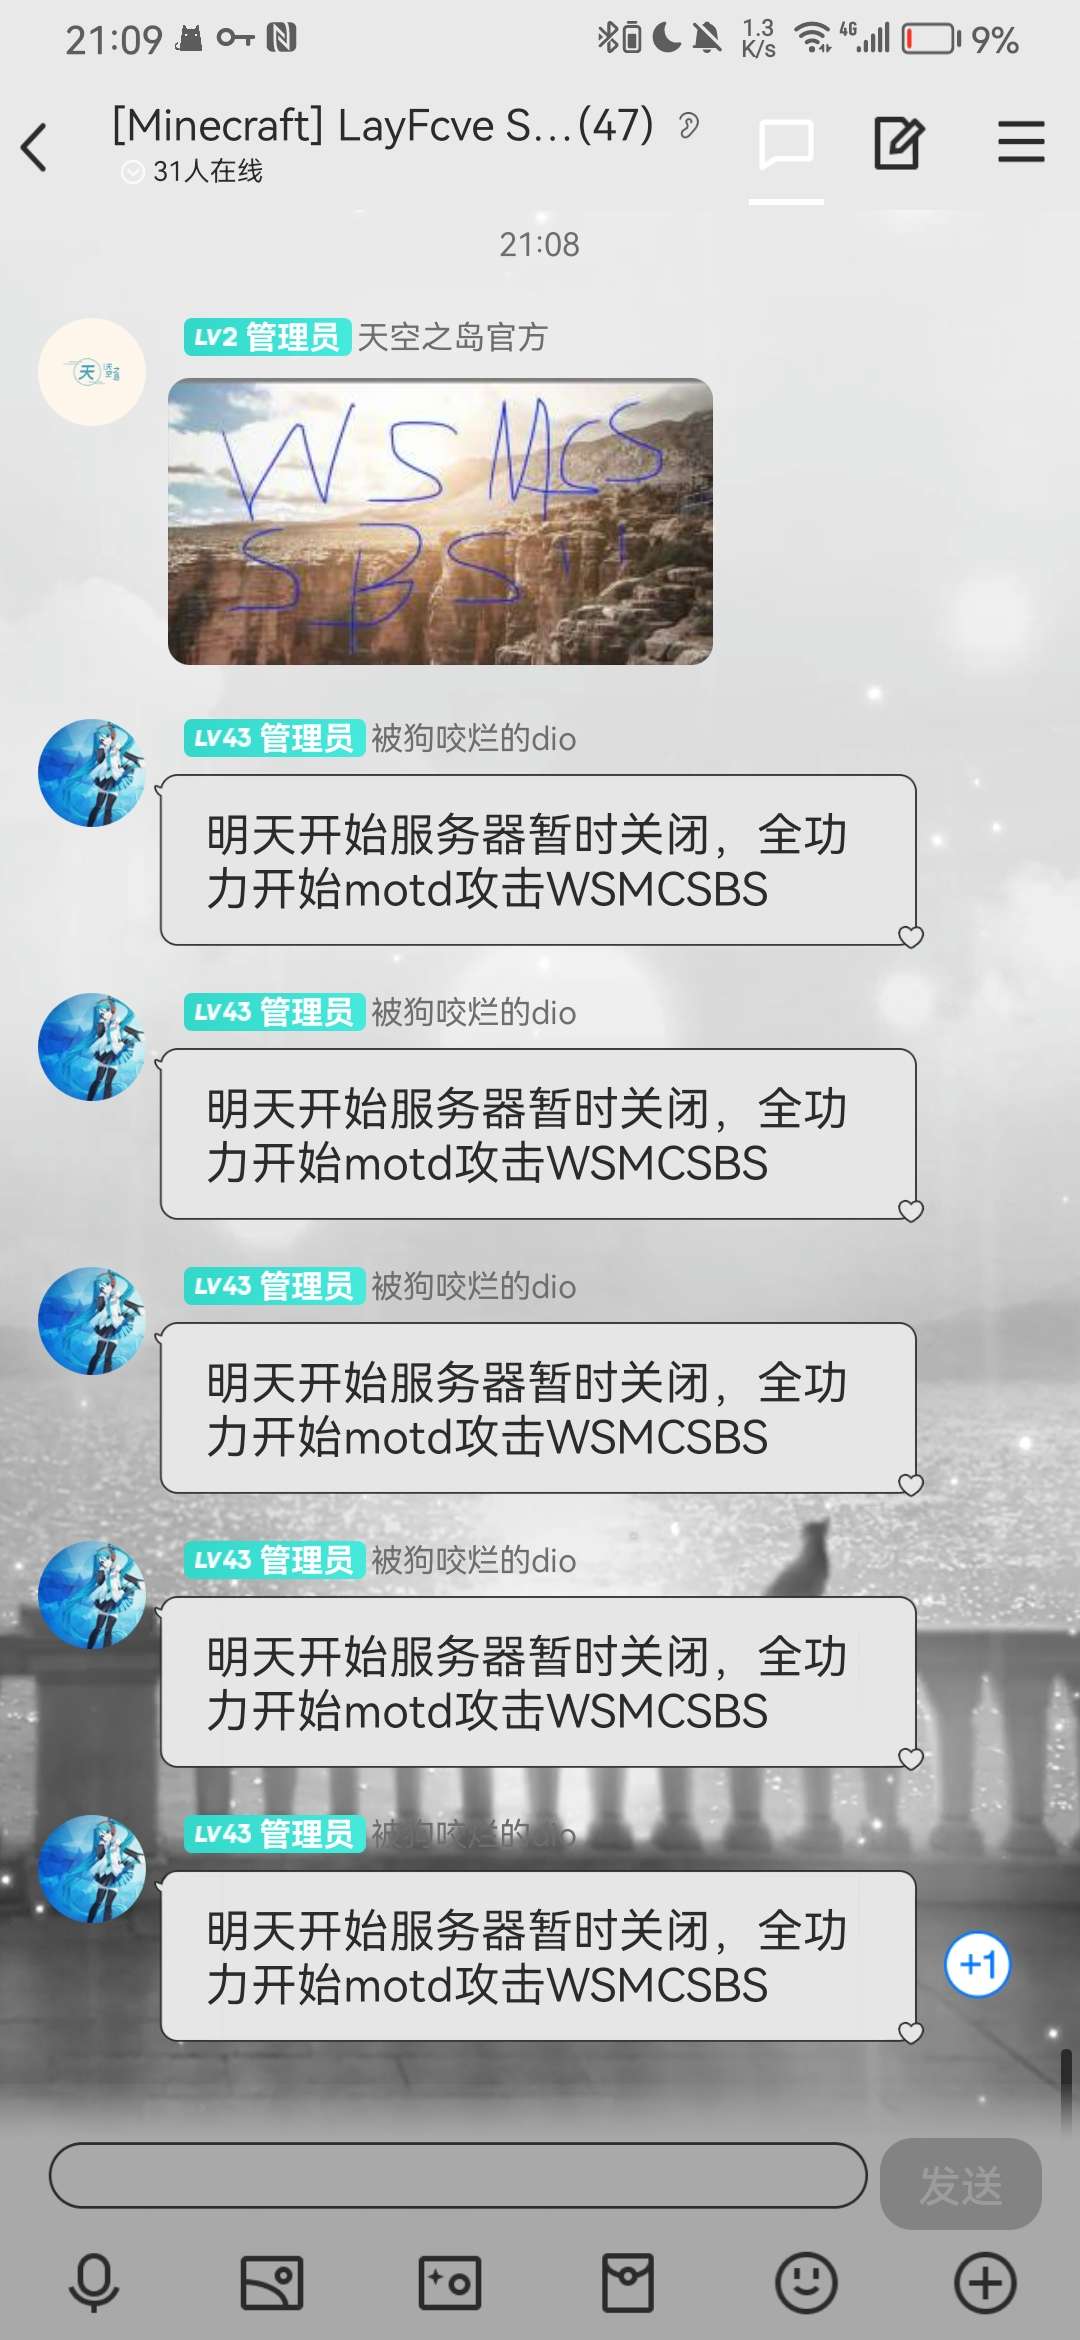 21:09
1.3
K/s
4G
9%
[Minecraft] LayFcve S...(47)
31人在线
21:08
LV2 管理员 天空之岛官方
天
WSMCS
SBS!!
LV43 管理员 被狗咬烂的dio
明天开始服务器暂时关闭，全功
力开始motd攻击WSMCSBS
LV43 管理员 被狗咬烂的dio
明天开始服务器暂时关闭，全功
力开始motd攻击WSMCSBS
LV43 管理员 被狗咬烂的dio
明天开始服务器暂时关闭，全功
力开始motd攻击WSMCSBS
LV43 管理员 被狗咬烂的dio
明天开始服务器暂时关闭，全功
力开始motd攻击WSMCSBS
LV43 管理员 被狗咬烂的dio
明天开始服务器暂时关闭，全功
力开始motd攻击WSMCSBS
+1
发送